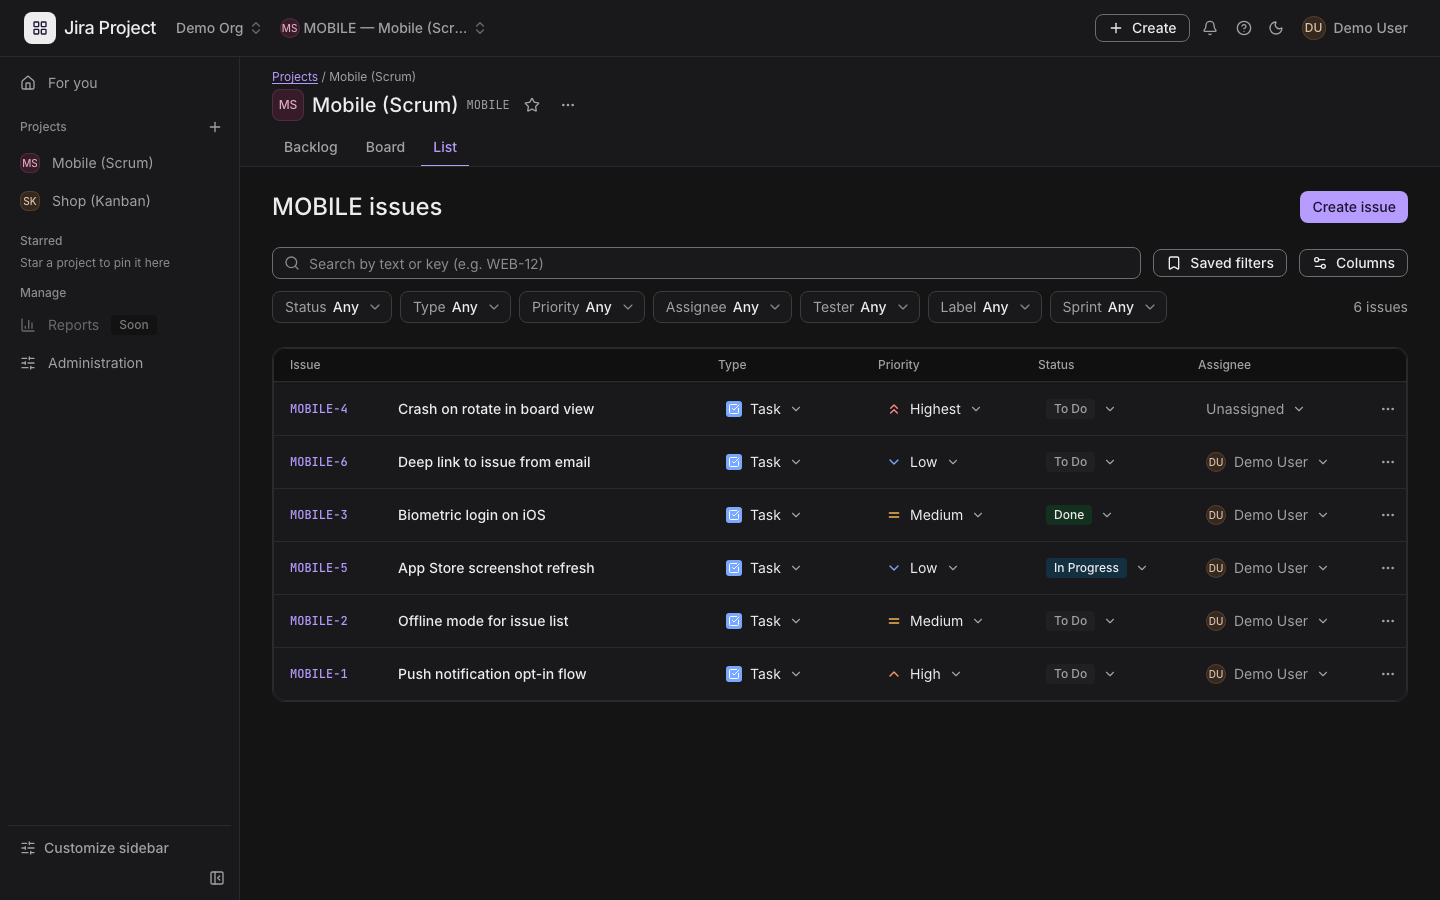 Jira Project
Demo Org
MS MOBILE — Mobile (Scr...
Create
DU Demo User
For you
Projects
MS Mobile (Scrum)
SK Shop (Kanban)
Starred
Star a project to pin it here
Manage
Reports Soon
Administration
Customize sidebar
Projects / Mobile (Scrum)
MS Mobile (Scrum) MOBILE
Backlog Board List
MOBILE issues
Create issue
Search by text or key (e.g. WEB-12)
Saved filters
Columns
Status Any Type Any Priority Any Assignee Any Tester Any Label Any Sprint Any 6 issues
Issue Type Priority Status Assignee
MOBILE-4 Crash on rotate in board view Task Highest To Do Unassigned
MOBILE-6 Deep link to issue from email Task Low To Do DU Demo User
MOBILE-3 Biometric login on iOS Task Medium Done DU Demo User
MOBILE-5 App Store screenshot refresh Task Low In Progress DU Demo User
MOBILE-2 Offline mode for issue list Task Medium To Do DU Demo User
MOBILE-1 Push notification opt-in flow Task High To Do DU Demo User